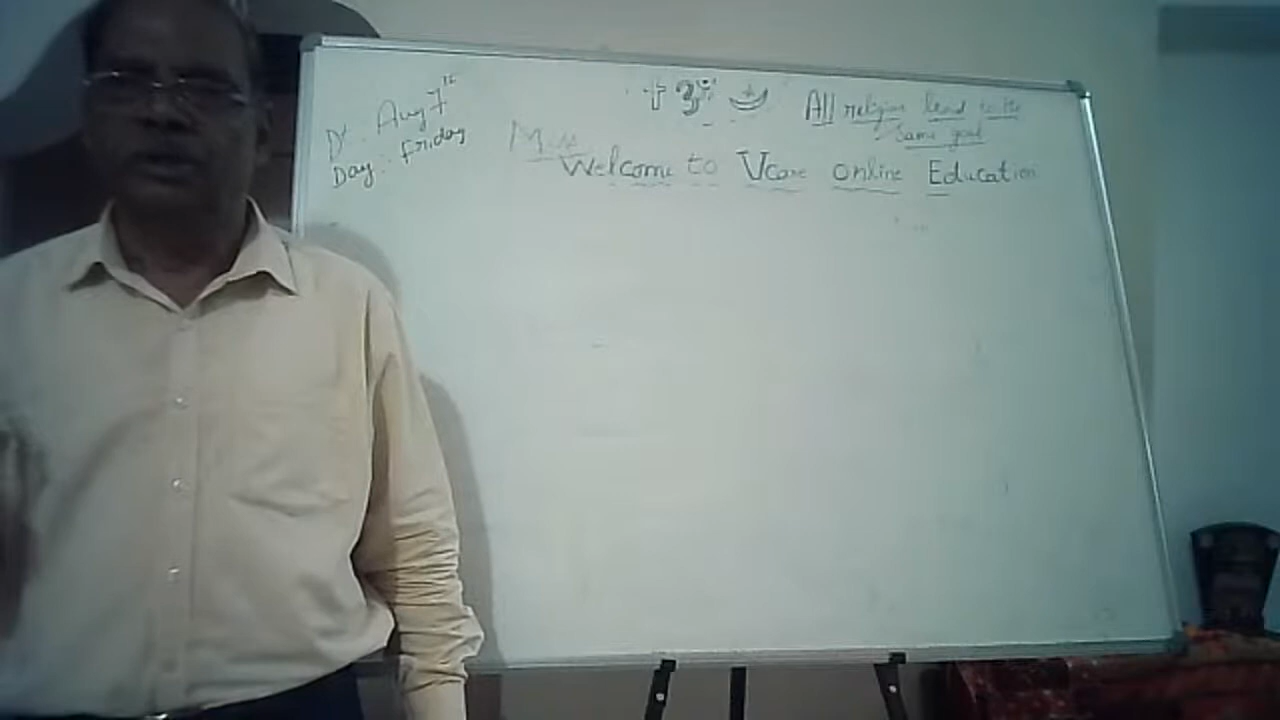 Dt: Aug 7th
Day: Friday
All religion lead to the
Same goal
Welcome to Vcare online Education